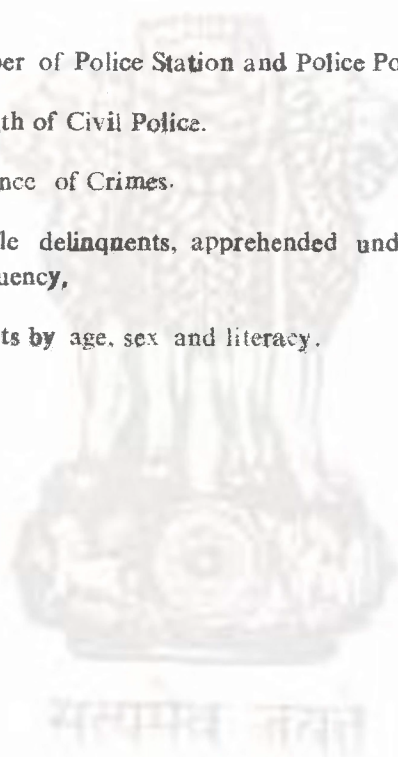 er of Police Station and Police Po
th of Civil Police.
nce of Crimes.
le delinqnents, apprehended und
uency,
ts by age, sex and literacy.
सत्यमेव जयते